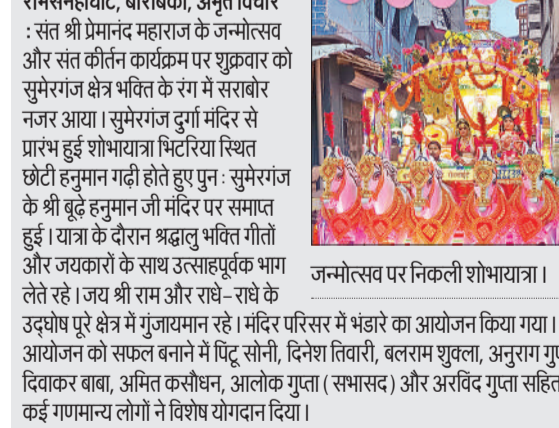 रामसनेहीघाट, बाराबंकी, अमृत विचार
: संत श्री प्रेमानंद महाराज के जन्मोत्सव
और संत कीर्तन कार्यक्रम पर शुक्रवार को
सुमेरगंज क्षेत्र भक्ति के रंग में सराबोर
नजर आया। सुमेरगंज दुर्गा मंदिर से
प्रारंभ हुई शोभायात्रा भिटरिया स्थित
छोटी हनुमान गढ़ी होते हुए पुनः सुमेरगंज
के श्री बूढ़े हनुमान जी मंदिर पर समाप्त
हुई। यात्रा के दौरान श्रद्धालु भक्ति गीतों
और जयकारों के साथ उत्साहपूर्वक भाग
लेते रहे। जय श्री राम और राधे-राधे के
उद्घोष पूरे क्षेत्र में गुंजायमान रहे। मंदिर परिसर में भंडारे का आयोजन किया गया।
आयोजन को सफल बनाने में पिंटू सोनी, दिनेश तिवारी, बलराम शुक्ला, अनुराग
दिवाकर बाबा, अमित कसौधन, आलोक गुप्ता (सभासद) और अरविंद गुप्ता सहित
कई गणमान्य लोगों ने विशेष योगदान दिया।
जन्मोत्सव पर निकली शोभायात्रा।